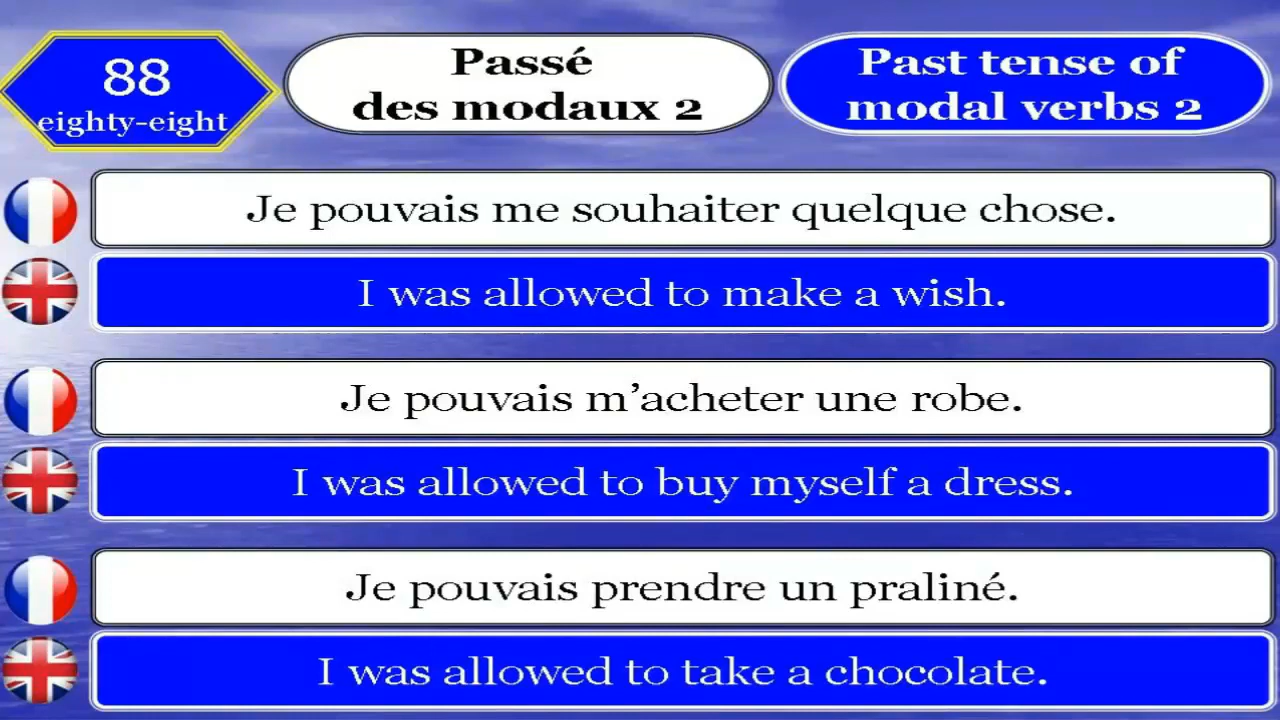 88
eighty-eight
Passé
des modaux 2
Past tense of
modal verbs 2
Je pouvais me souhaiter quelque chose.
I was allowed to make a wish.
Je pouvais m’acheter une robe.
I was allowed to buy myself a dress.
Je pouvais prendre un praliné.
I was allowed to take a chocolate.